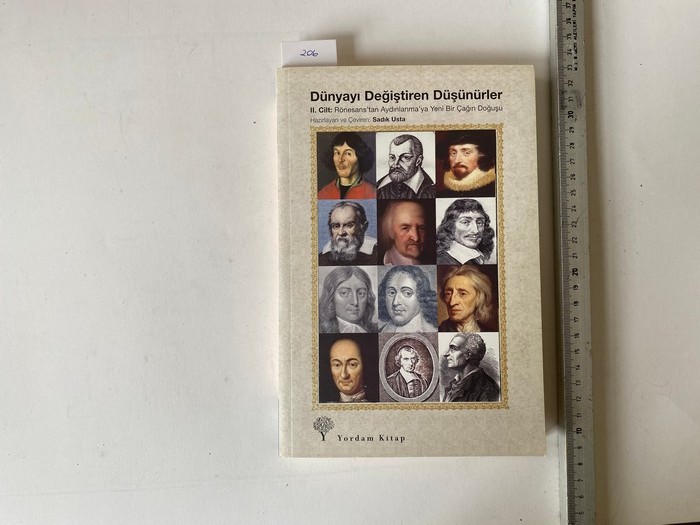 206
Dünyayı Değiştiren Düşünürler
II. Cilt: Rönesans'tan Aydınlanma'ya Yeni Bir Çağın Doğuşu
Hazırlayan ve Çeviren: Sadık Usta
Yordam Kitap